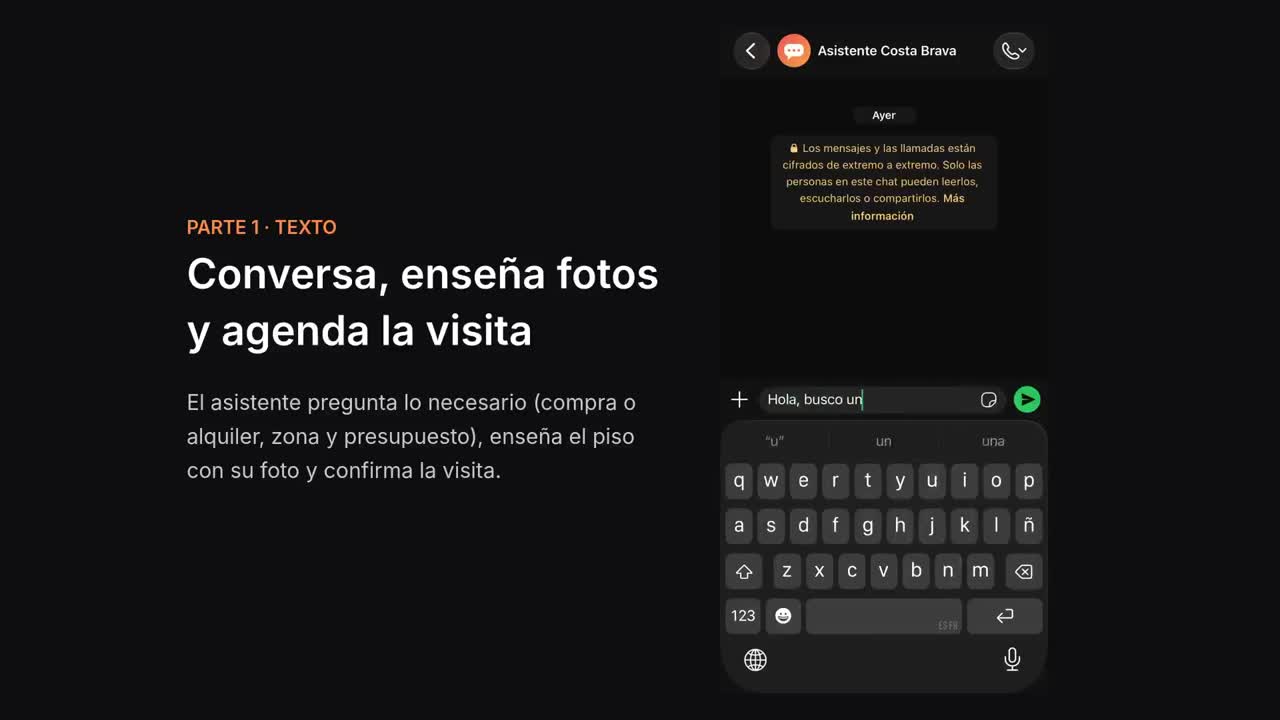 PARTE 1 · TEXTO
Conversa, enseña fotos
y agenda la visita
El asistente pregunta lo necesario (compra o
alquiler, zona y presupuesto), enseña el piso
con su foto y confirma la visita.
Asistente Costa Brava
Ayer
Los mensajes y las llamadas están
cifrados de extremo a extremo. Solo las
personas en este chat pueden leerlos,
escucharlos o compartirlos. Más
información
Hola, busco un
“u” un una
q w e r t y u i o p
a s d f g h j k l ñ
z x c v b n m
123
ES FR